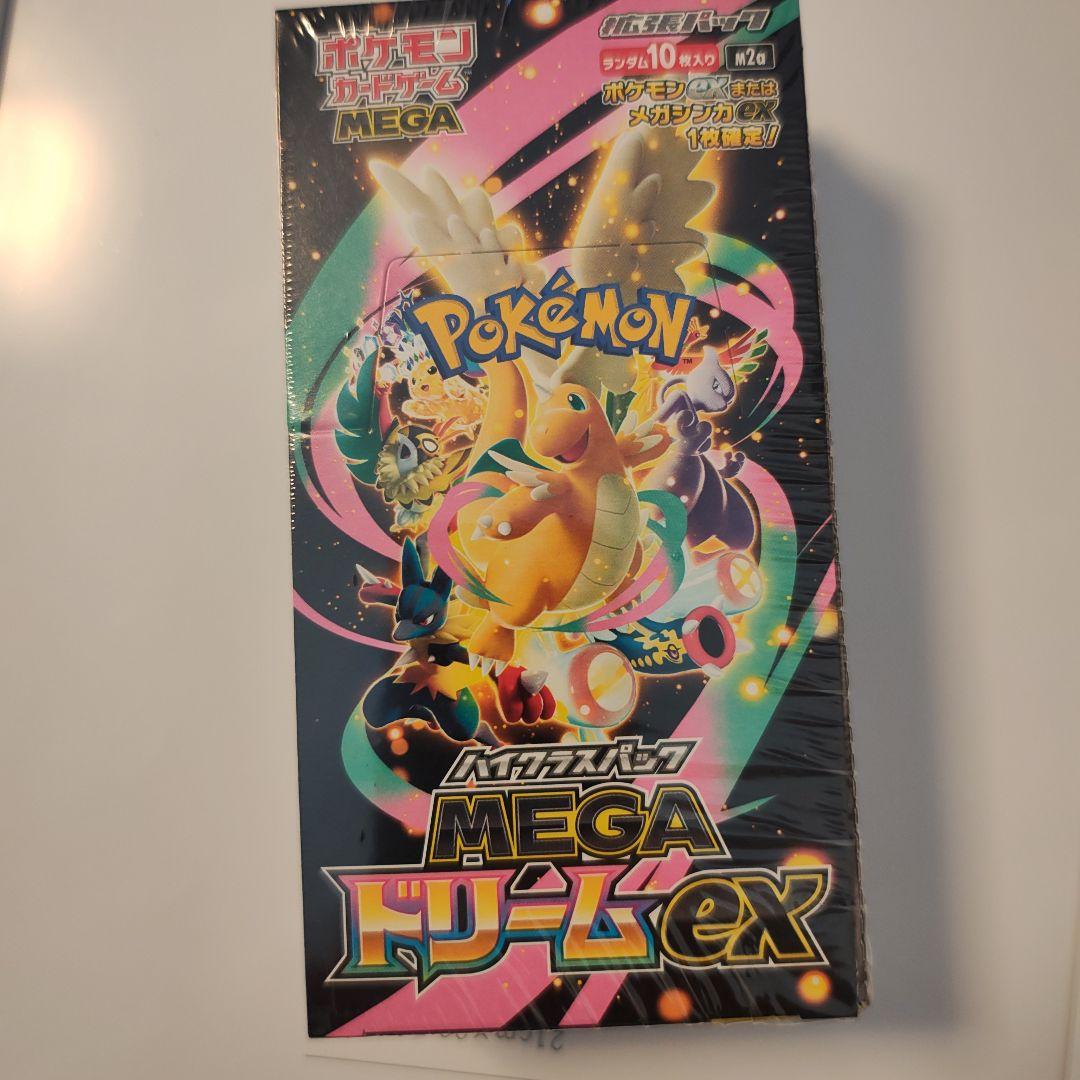 ポケモン
カードゲーム
MEGA
拡張パック
ランダム10枚入り M2a
ポケモンexまたは
メガシンカex
1枚確定!
POKéMON
TM
ハイクラスパック
MEGA
ドリームex